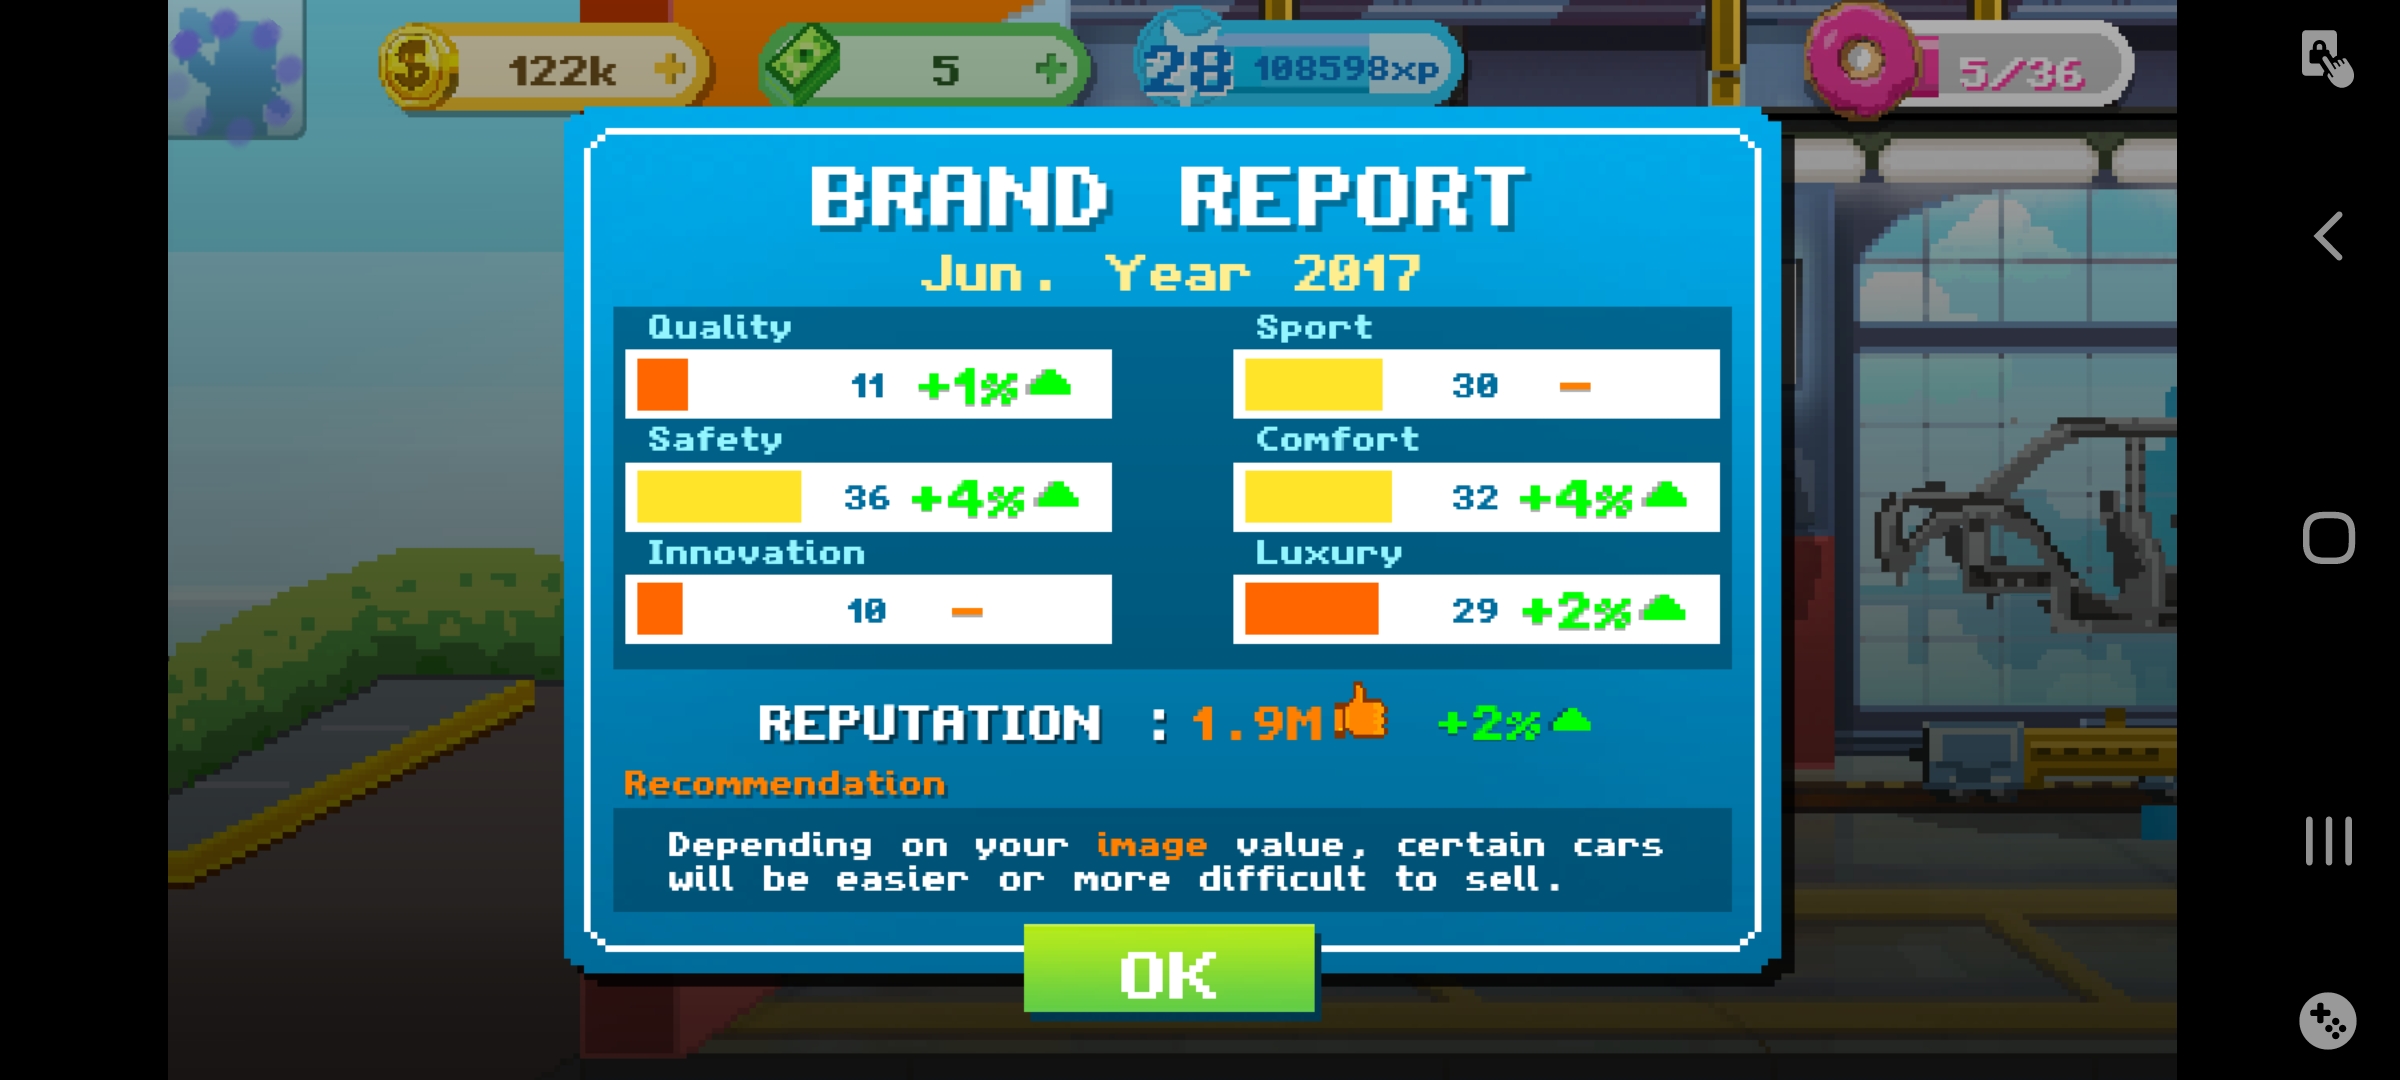 122k +
5 +
28 108598xp
5/36
BRAND REPORT
Jun. Year 2017
Quality
11 +1%
Sport
30 -
Safety
36 +4%
Comfort
32 +4%
Innovation
10 -
Luxury
29 +2%
REPUTATION : 1.9M +2%
Recommendation
Depending on your image value, certain cars
will be easier or more difficult to sell.
OK